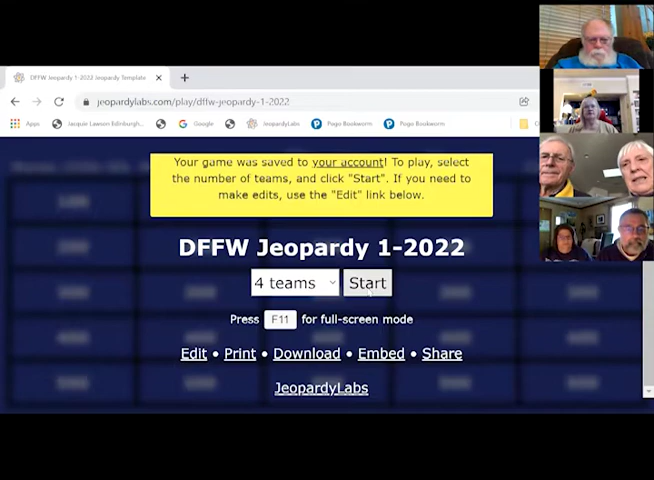 DFFW Jeopardy 1-2022 Jeopardy Template
jeopardylabs.com/play/dffw-jeopardy-1-2022
Apps
Jacquie Lawson Edinburgh...
Google
JeopardyLabs
Pogo Bookworm
Pogo Bookworm
Your game was saved to your account! To play, select
the number of teams, and click "Start". If you need to
make edits, use the "Edit" link below.
DFFW Jeopardy 1-2022
4 teams
Start
Press F11 for full-screen mode
Edit • Print • Download • Embed • Share
JeopardyLabs